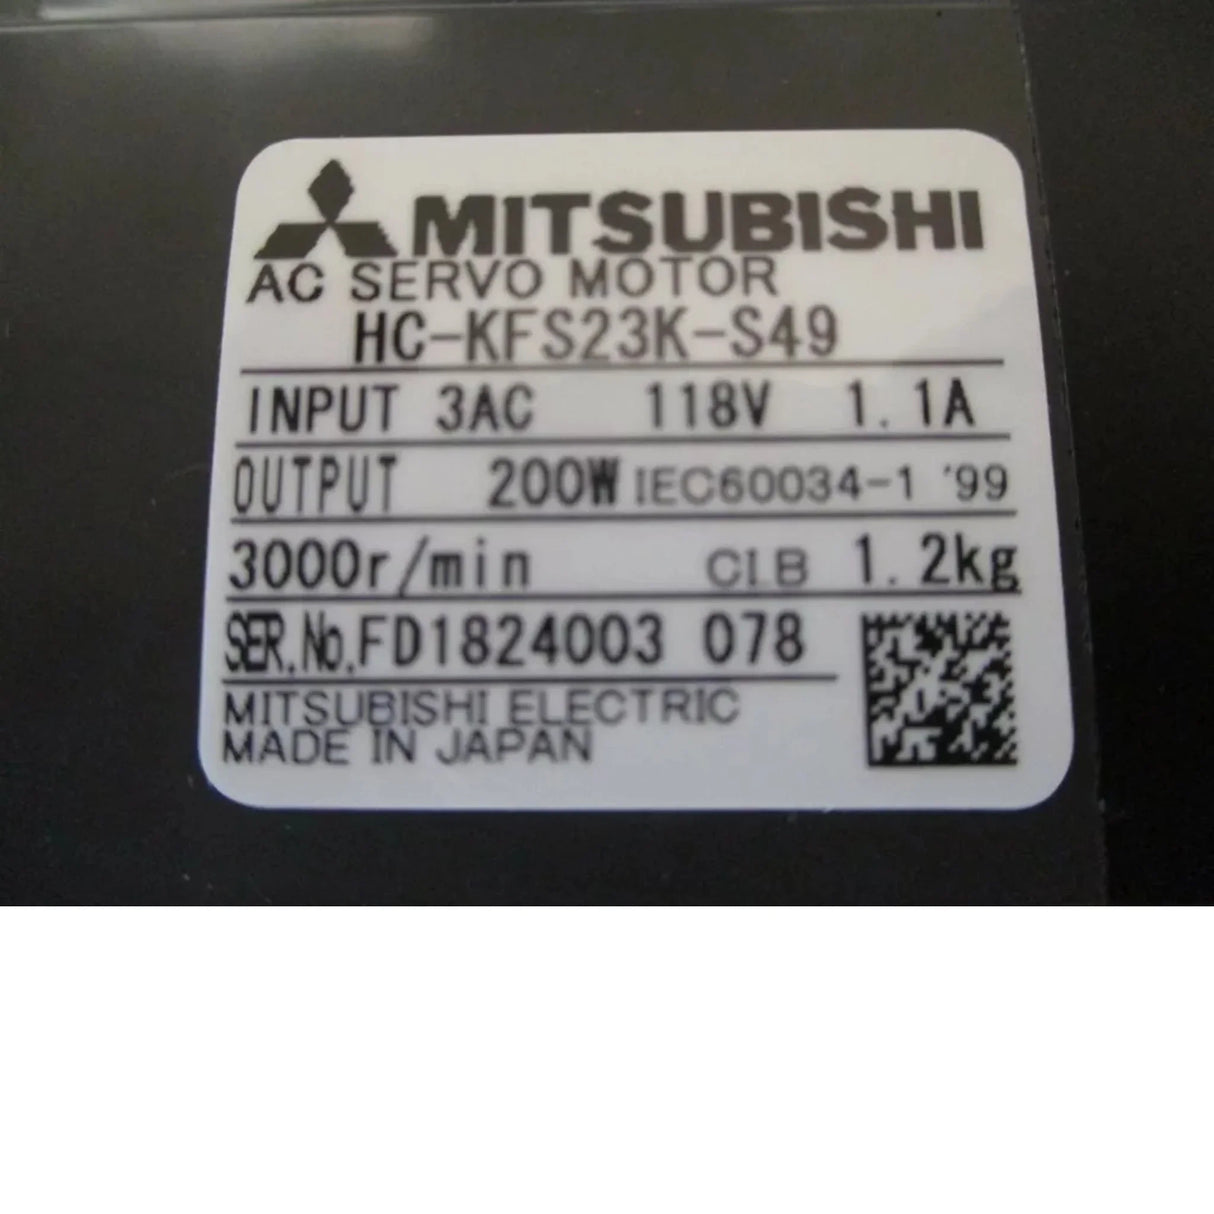 MITSUBISHI
AC SERVO MOTOR
HC-KFS23K-S49
INPUT 3AC 118V 1.1A
OUTPUT 200W IEC60034-1 '99
3000r/min CI.B 1.2kg
SER.No.FD1824003 078
MITSUBISHI ELECTRIC
MADE IN JAPAN